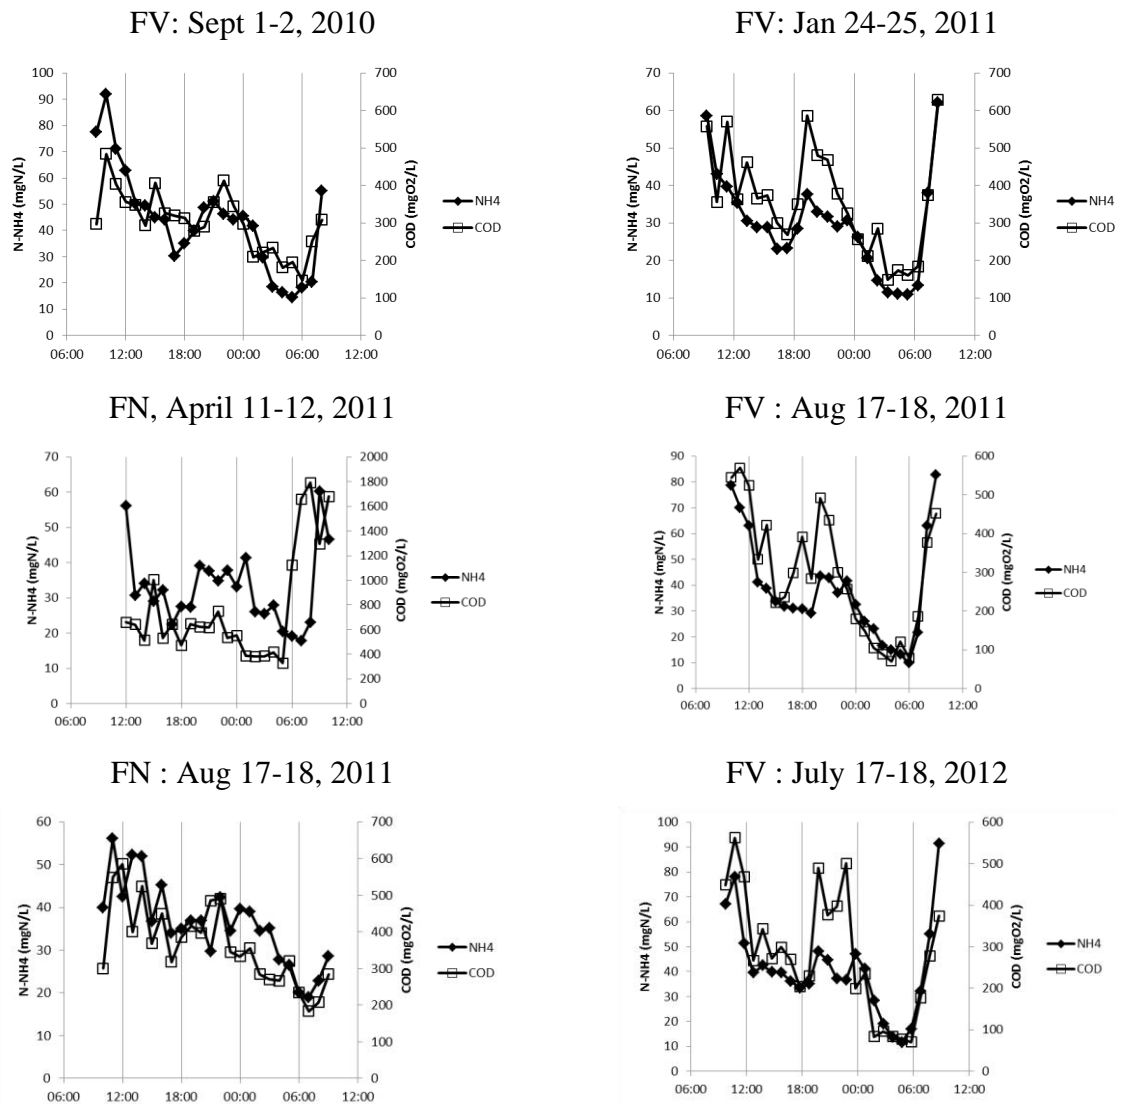 FV: Sept 1-2, 2010
100
90
80
70
60
50
40
30
20
10
0
N-NH4 (mgN/L)
700
600
500
400
300
200
100
0
COD (mgO2/L)
06:00 12:00 18:00 00:00 06:00 12:00
NH4
COD
FV: Jan 24-25, 2011
70
60
50
40
30
20
10
0
N-NH4 (mgN/L)
700
600
500
400
300
200
100
0
COD (mgO2/L)
06:00 12:00 18:00 00:00 06:00 12:00
NH4
COD
FN, April 11-12, 2011
70
60
50
40
30
20
10
0
N-NH4 (mgN/L)
2000
1800
1600
1400
1200
1000
800
600
400
200
0
COD (mgO2/L)
06:00 12:00 18:00 00:00 06:00 12:00
NH4
COD
FV : Aug 17-18, 2011
90
80
70
60
50
40
30
20
10
0
N-NH4 (mgN/L)
600
500
400
300
200
100
0
COD (mgO2/L)
06:00 12:00 18:00 00:00 06:00 12:00
NH4
COD
FN : Aug 17-18, 2011
60
50
40
30
20
10
0
N-NH4 (mgN/L)
700
600
500
400
300
200
100
0
COD (mgO2/L)
06:00 12:00 18:00 00:00 06:00 12:00
NH4
COD
FV : July 17-18, 2012
100
90
80
70
60
50
40
30
20
10
0
N-NH4 (mgN/L)
600
500
400
300
200
100
0
COD (mgO2/L)
06:00 12:00 18:00 00:00 06:00 12:00
NH4
COD